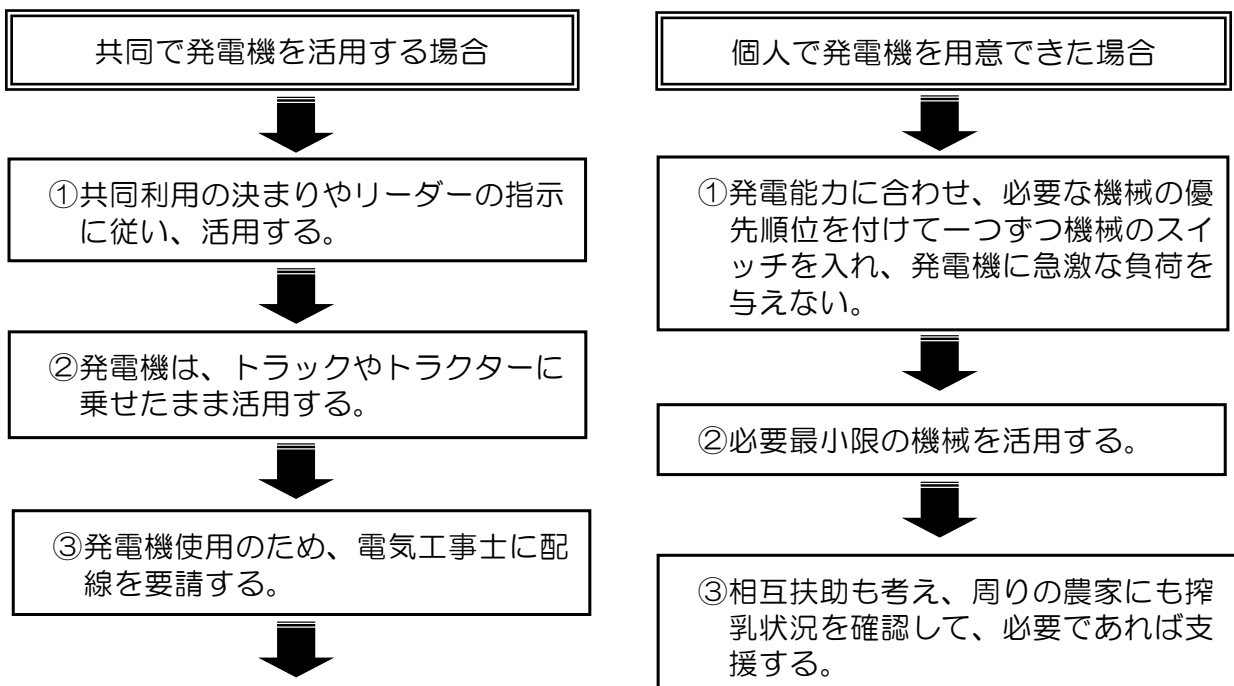 共同で発電機を活用する場合
①共同利用の決まりやリーダーの指示
に従い、活用する。
②発電機は、トラックやトラクターに
乗せたまま活用する。
③発電機使用のため、電気工事士に配
線を要請する。
個人で発電機を用意できた場合
①発電能力に合わせ、必要な機械の優
先順位を付けて一つずつ機械のスイ
ッチを入れ、発電機に急激な負荷を
与えない。
②必要最小限の機械を活用する。
③相互扶助も考え、周りの農家にも搾
乳状況を確認して、必要であれば支
援する。